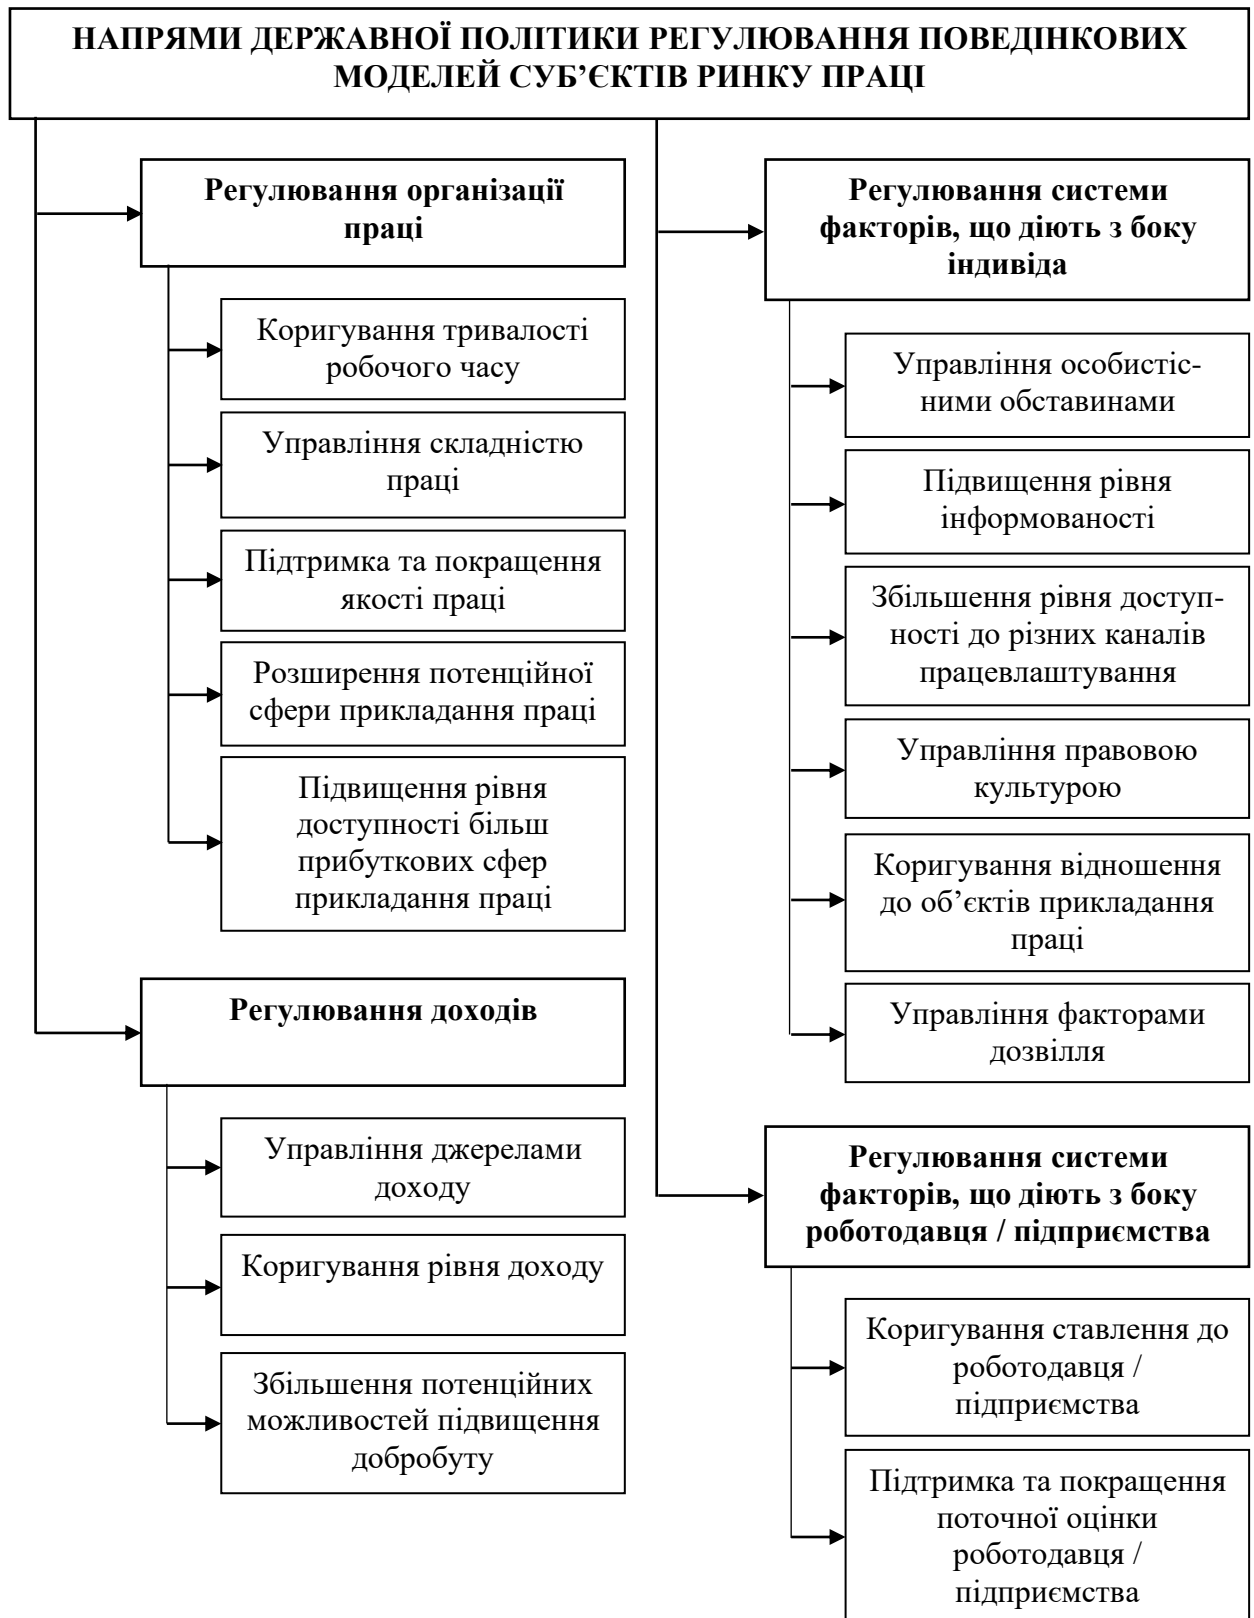 НАПРЯМИ ДЕРЖАВНОЇ ПОЛІТИКИ РЕГУЛЮВАННЯ ПОВЕДІНКОВИХ
МОДЕЛЕЙ СУБ’ЄКТІВ РИНКУ ПРАЦІ
Регулювання організації
праці
Коригування тривалості
робочого часу
Управління складністю
праці
Підтримка та покращення
якості праці
Розширення потенційної
сфери прикладання праці
Підвищення рівня
доступності більш
прибуткових сфер
прикладання праці
Регулювання доходів
Управління джерелами
доходу
Коригування рівня доходу
Збільшення потенційних
можливостей підвищення
добробуту
Регулювання системи
факторів, що діють з боку
індивіда
Управління особистіс-
ними обставинами
Підвищення рівня
інформованості
Збільшення рівня доступ-
ності до різних каналів
працевлаштування
Управління правовою
культурою
Коригування відношення
до об’єктів прикладання
праці
Управління факторами
дозвілля
Регулювання системи
факторів, що діють з боку
роботодавця / підприємства
Коригування ставлення до
роботодавця /
підприємства
Підтримка та покращення
поточної оцінки
роботодавця /
підприємства